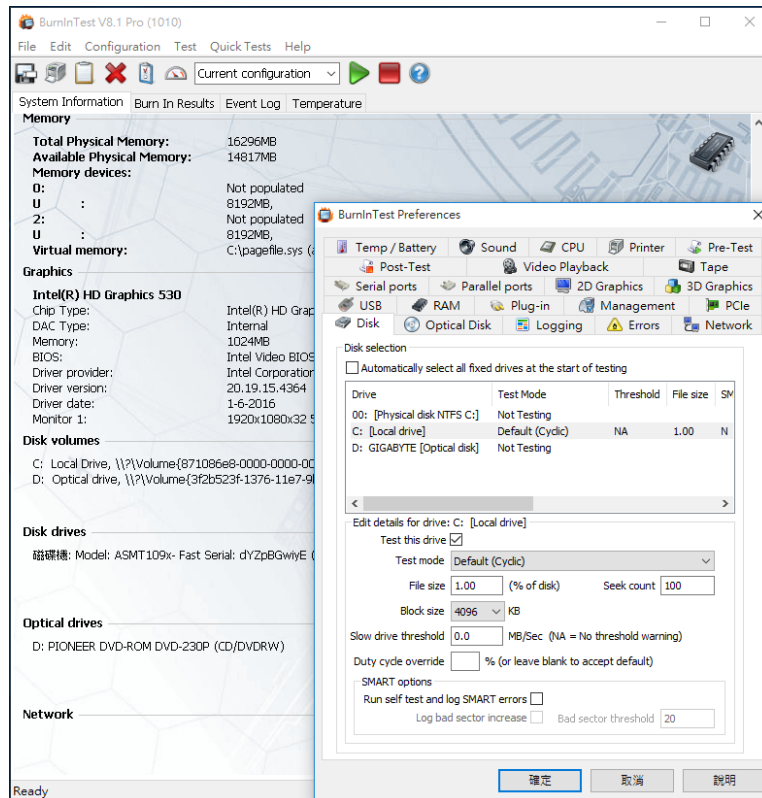 BurnInTest V8.1 Pro (1010)
File Edit Configuration Test Quick Tests Help
Current configuration
System Information Burn In Results Event Log Temperature
Memory
Total Physical Memory: 16296MB
Available Physical Memory: 14817MB
Memory devices:
0: Not populated
U : 8192MB,
2: Not populated
U : 8192MB,
Virtual memory: C:\pagefile.sys (a
Graphics
Intel(R) HD Graphics 530
Chip Type: Intel(R) HD Grap
DAC Type: Internal
Memory: 1024MB
BIOS: Intel Video BIOS
Driver provider: Intel Corporation
Driver version: 20.19.15.4364
Driver date: 1-6-2016
Monitor 1: 1920x1080x32 5
Disk volumes
C: Local Drive, \\?\Volume{871086e8-0000-0000-00
D: Optical drive, \\?\Volume{3f2b523f-1376-11e7-9
Disk drives
磁碟機: Model: ASMT109x- Fast Serial: dYZpBGwiyE (
Optical drives
D: PIONEER DVD-ROM DVD-230P (CD/DVDRW)
Network
Ready
BurnInTest Preferences
Temp / Battery Sound CPU Printer Pre-Test
Post-Test Video Playback Tape
Serial ports Parallel ports 2D Graphics 3D Graphics
USB RAM Plug-in Management PCIe
Disk Optical Disk Logging Errors Network
Disk selection
Automatically select all fixed drives at the start of testing
Drive Test Mode Threshold File size SM
00: [Physical disk NTFS C:] Not Testing
C: [Local drive] Default (Cyclic) NA 1.00 N
D: GIGABYTE [Optical disk] Not Testing
Edit details for drive: C: [Local drive]
Test this drive
Test mode Default (Cyclic)
File size 1.00 (% of disk) Seek count 100
Block size 4096 KB
Slow drive threshold 0.0 MB/Sec (NA = No threshold warning)
Duty cycle override % (or leave blank to accept default)
SMART options
Run self test and log SMART errors
Log bad sector increase Bad sector threshold 20
確定 取消 說明